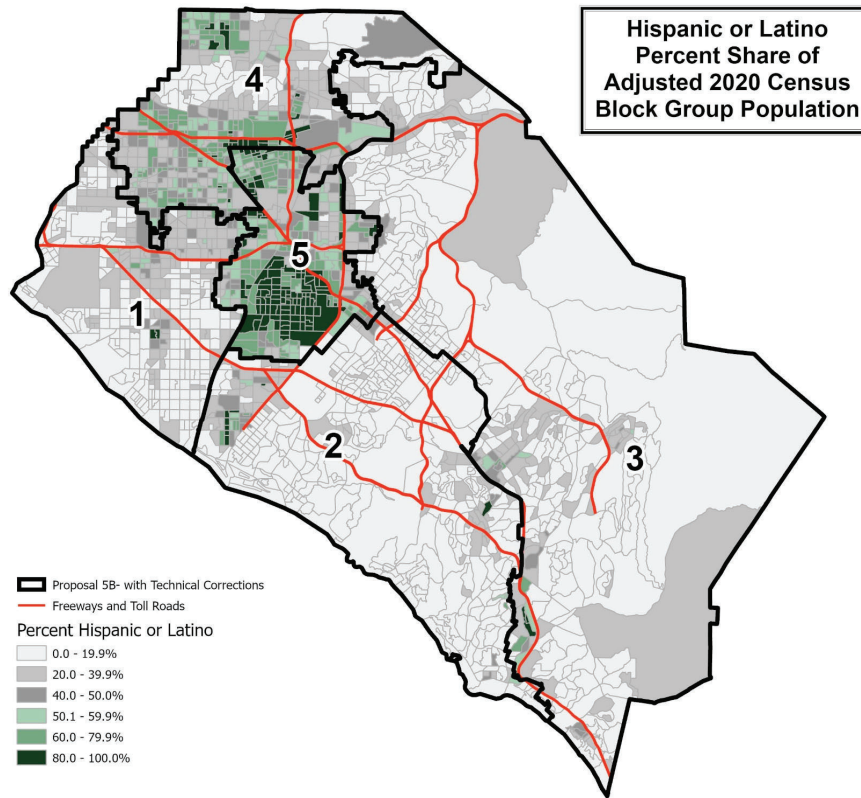 Hispanic or Latino
Percent Share of
Adjusted 2020 Census
Block Group Population
4
5
1
2
3
Proposal 5B- with Technical Corrections
Freeways and Toll Roads
Percent Hispanic or Latino
0.0 - 19.9%
20.0 - 39.9%
40.0 - 50.0%
50.1 - 59.9%
60.0 - 79.9%
80.0 - 100.0%